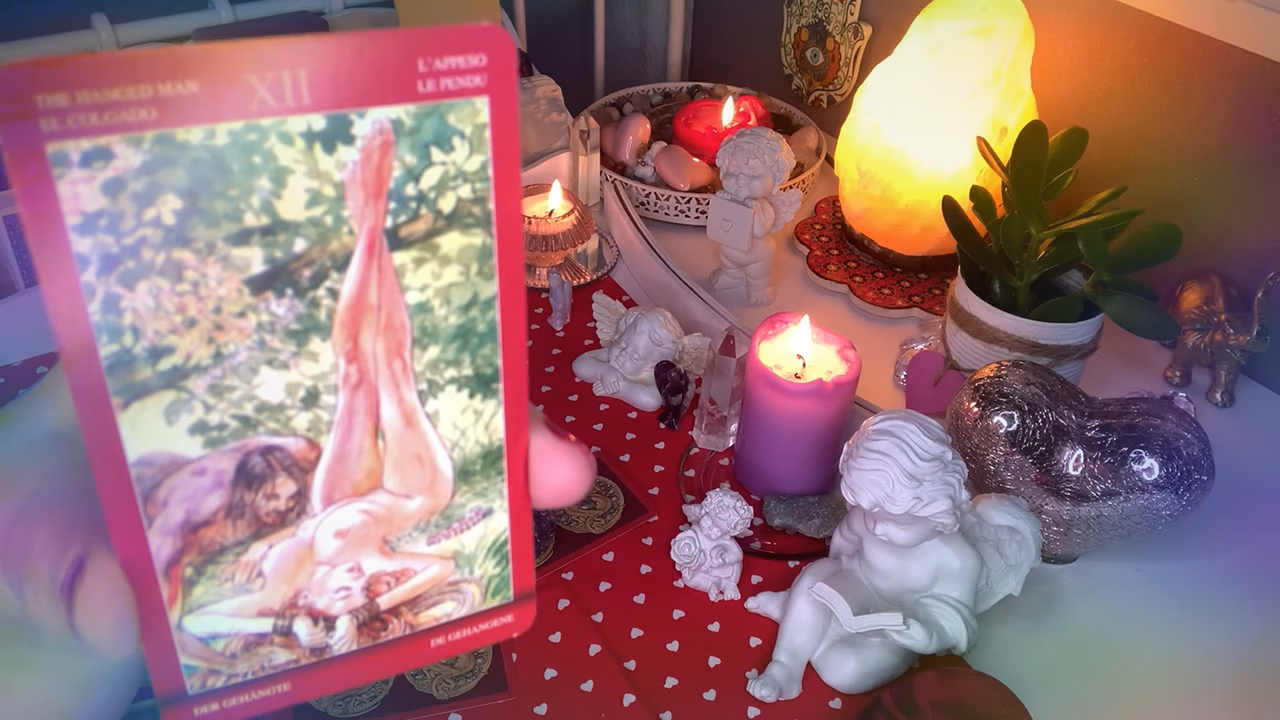 THE HANGED MAN
EL COLGADO
XII
L'APPESO
LE PENDU
DER GEHÄNGTE
DE GEHANGENE